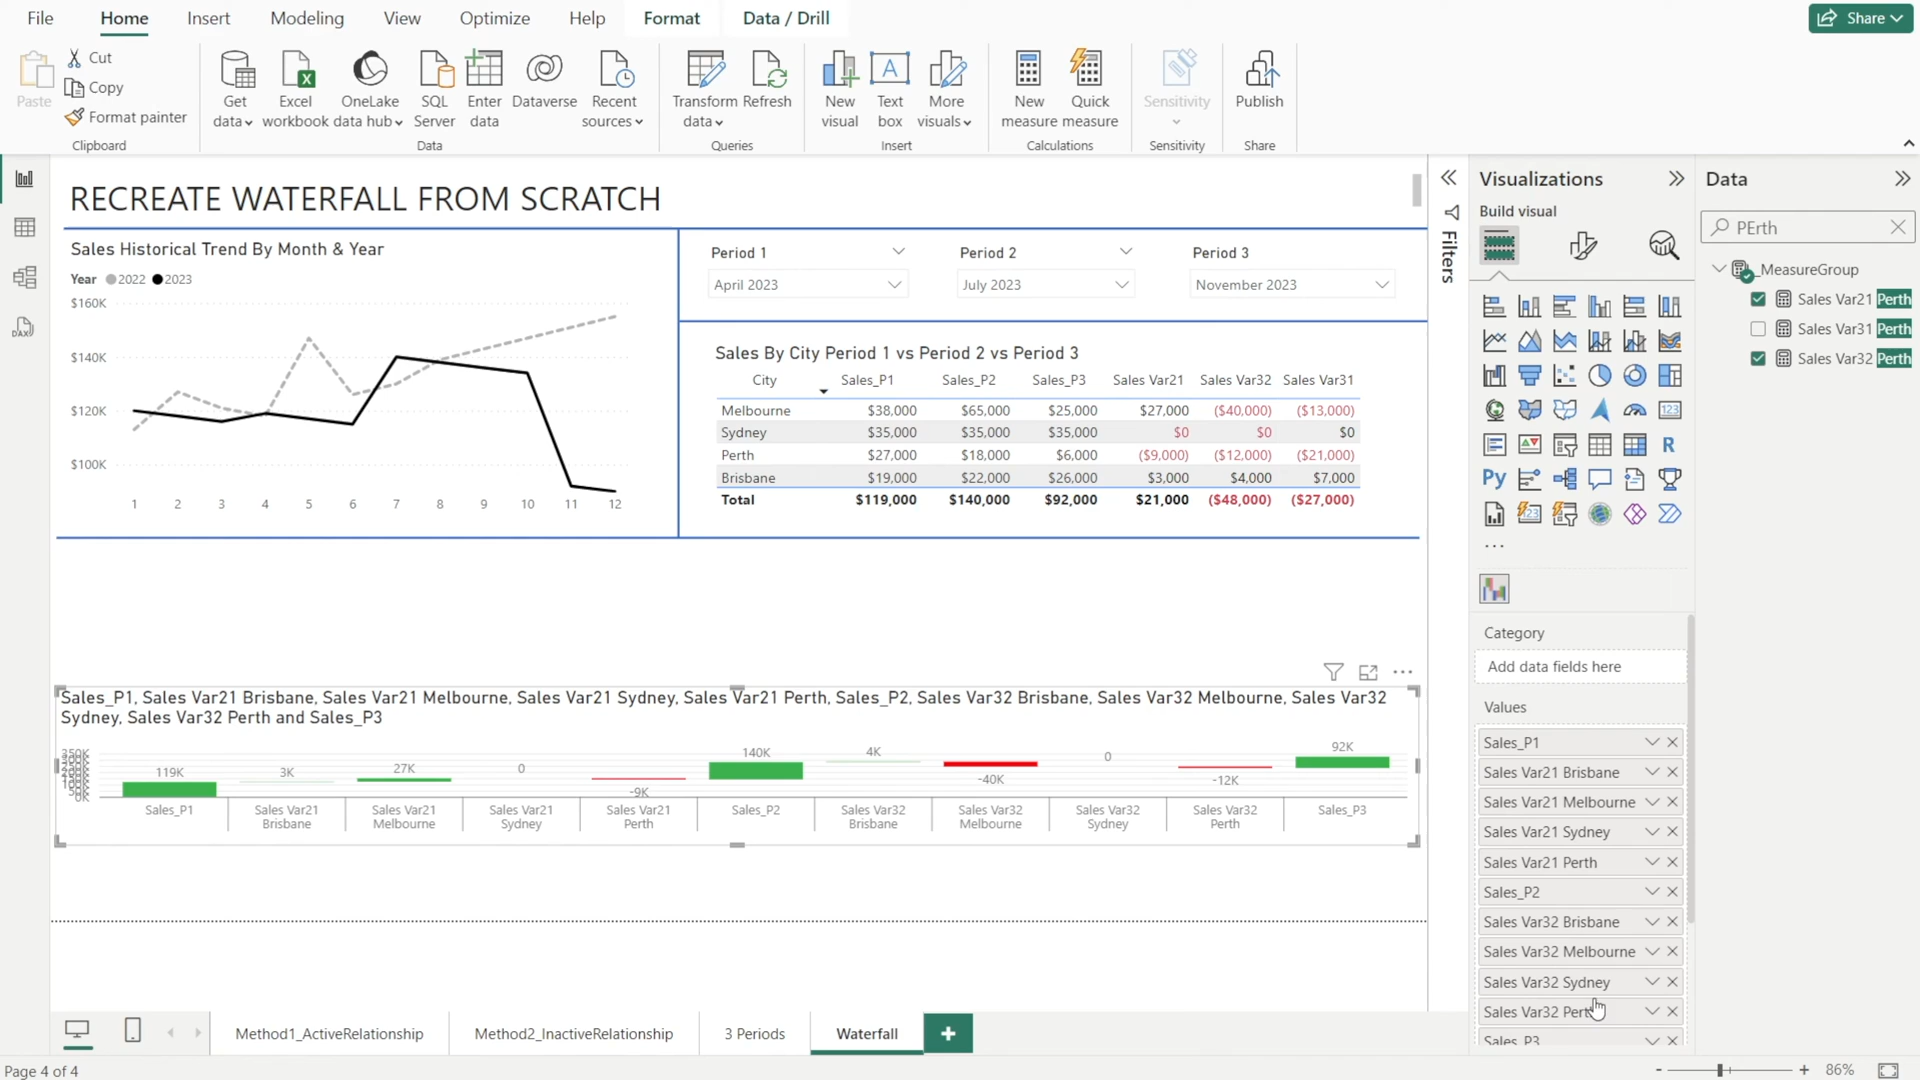 File Home Insert Modeling View Optimize Help Format Data / Drill Share
Paste
Cut
Copy
Format painter
Clipboard
Get data
Excel workbook
OneLake data hub
SQL Server
Enter data
Dataverse
Recent sources
Data
Transform data
Refresh
Queries
New visual
Text box
More visuals
Insert
New measure
Quick measure
Calculations
Sensitivity
Sensitivity
Publish
Share
RECREATE WATERFALL FROM SCRATCH
Sales Historical Trend By Month & Year
Year 2022 2023
$160K
$140K
$120K
$100K
1 2 3 4 5 6 7 8 9 10 11 12
Period 1 Period 2 Period 3
April 2023 July 2023 November 2023
Sales By City Period 1 vs Period 2 vs Period 3
City Sales_P1 Sales_P2 Sales_P3 Sales Var21 Sales Var32 Sales Var31
Melbourne $38,000 $65,000 $25,000 $27,000 ($40,000) ($13,000)
Sydney $35,000 $35,000 $35,000 $0 $0 $0
Perth $27,000 $18,000 $6,000 ($9,000) ($12,000) ($21,000)
Brisbane $19,000 $22,000 $26,000 $3,000 $4,000 $7,000
Total $119,000 $140,000 $92,000 $21,000 ($48,000) ($27,000)
Sales_P1, Sales Var21 Brisbane, Sales Var21 Melbourne, Sales Var21 Sydney, Sales Var21 Perth, Sales_P2, Sales Var32 Brisbane, Sales Var32 Melbourne, Sales Var32
Sydney, Sales Var32 Perth and Sales_P3
350K
0K
119K 3K 27K 0 -9K 140K 4K -40K 0 -12K 92K
Sales_P1
Sales Var21 Brisbane
Sales Var21 Melbourne
Sales Var21 Sydney
Sales Var21 Perth
Sales_P2
Sales Var32 Brisbane
Sales Var32 Melbourne
Sales Var32 Sydney
Sales Var32 Perth
Sales_P3
Filters
Visualizations
Build visual
123
R
Py
123
...
Category
Add data fields here
Values
Sales_P1
Sales Var21 Brisbane
Sales Var21 Melbourne
Sales Var21 Sydney
Sales Var21 Perth
Sales_P2
Sales Var32 Brisbane
Sales Var32 Melbourne
Sales Var32 Sydney
Sales Var32
Sales_P3
Data
PErth
_MeasureGroup
Sales Var21 Perth
Sales Var31 Perth
Sales Var32 Perth
Method1_ActiveRelationship Method2_InactiveRelationship 3 Periods Waterfall +
Page 4 of 4
- + 86%